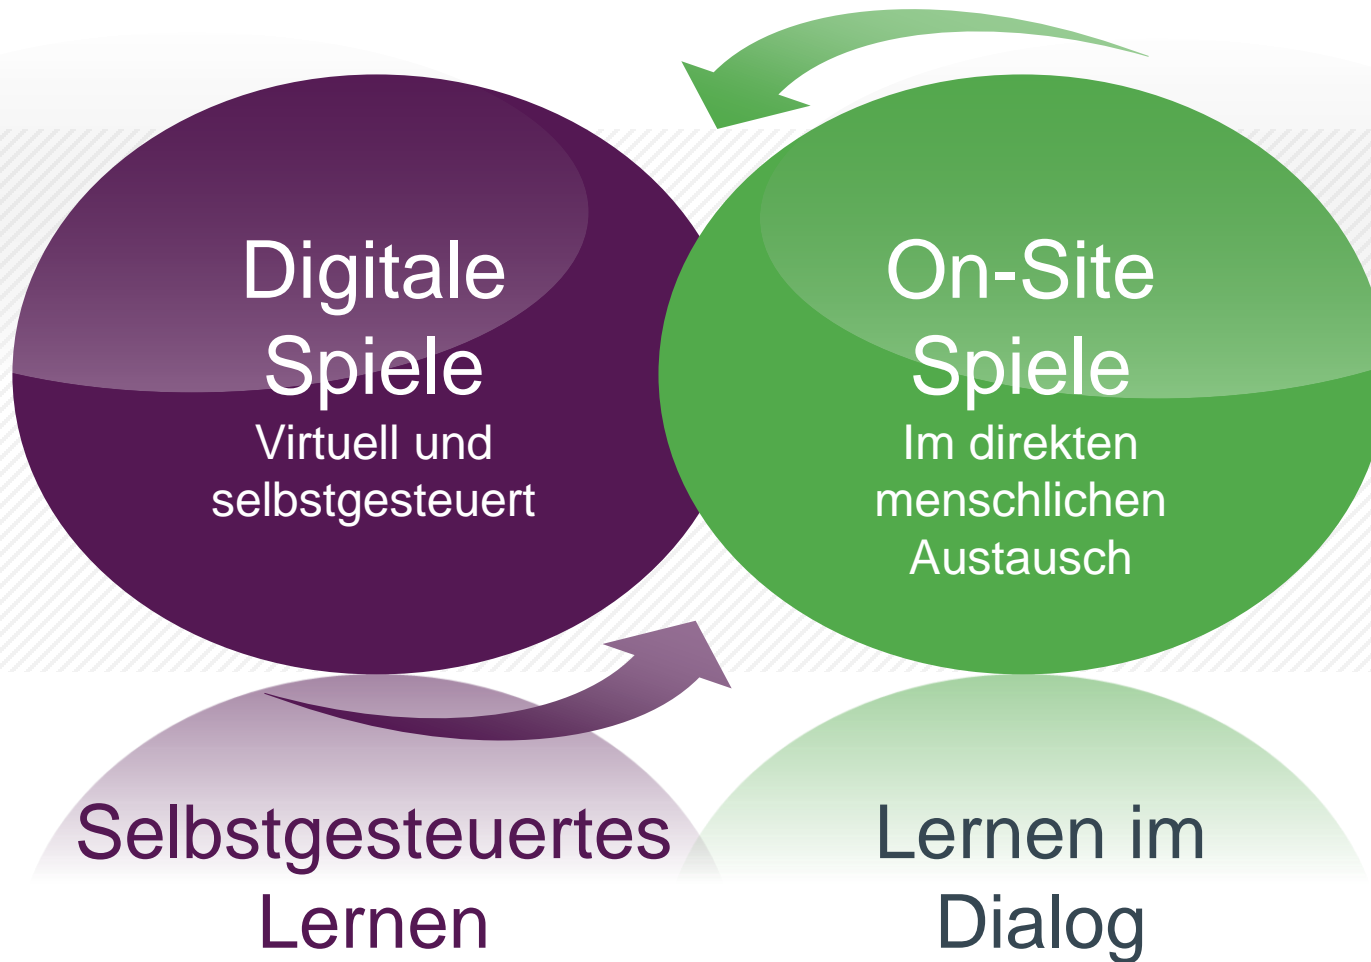 Digitale
Spiele
Virtuell und
selbstgesteuert
On-Site
Spiele
Im direkten
menschlichen
Austausch
Selbstgesteuertes
Lernen
Lernen im
Dialog